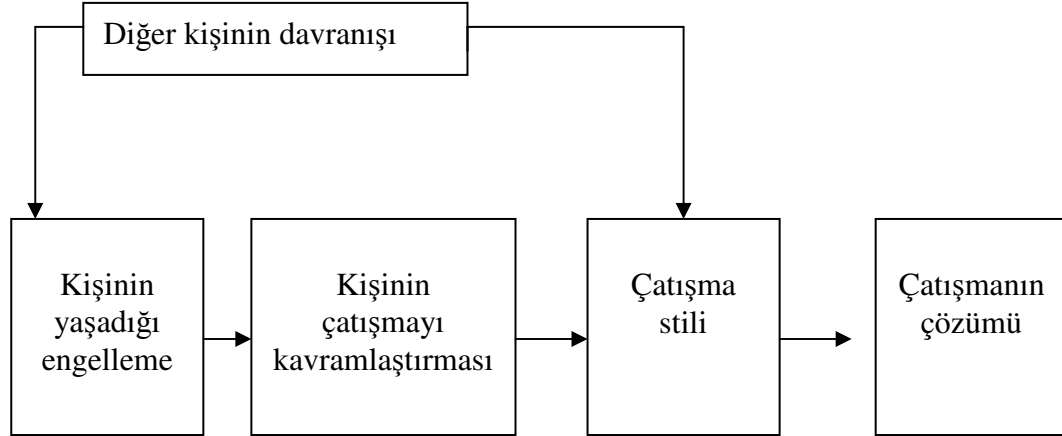 Diğer kişinin davranışı
Kişinin
yaşadığı
engelleme
Kişinin
çatışmayı
kavramlaştırması
Çatışma
stili
Çatışmanın
çözümü